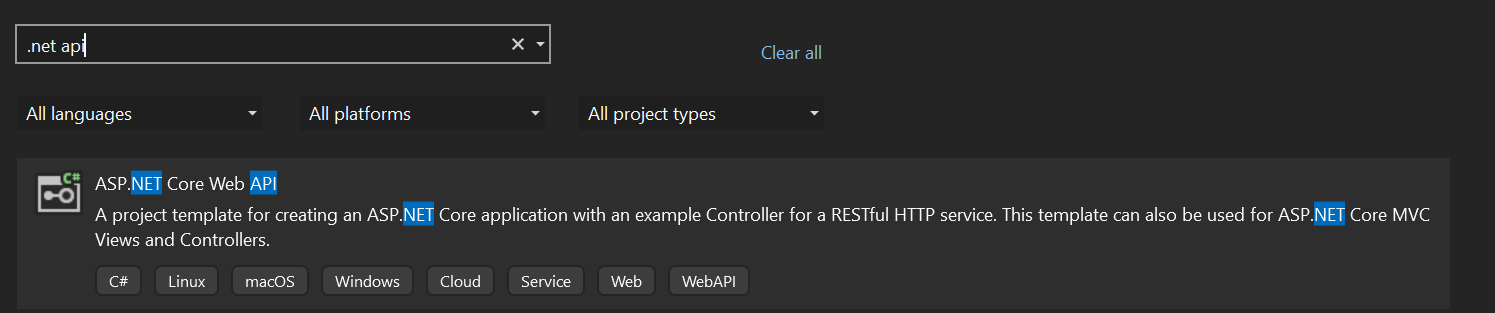 .net api
Clear all
All languages
All platforms
All project types
C#
ASP.NET Core Web API
A project template for creating an ASP.NET Core application with an example Controller for a RESTful HTTP service. This template can also be used for ASP.NET Core MVC
Views and Controllers.
C#
Linux
macOS
Windows
Cloud
Service
Web
WebAPI